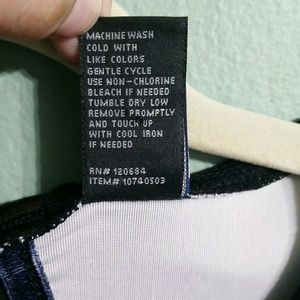 MACHINE WASH
COLD WITH
LIKE COLORS
GENTLE CYCLE
USE NON-CHLORINE
BLEACH IF NEEDED
TUMBLE DRY LOW
REMOVE PROMPTLY
AND TOUCH UP
WITH COOL IRON
IF NEEDED
RN# 120684
ITEM# 10740503